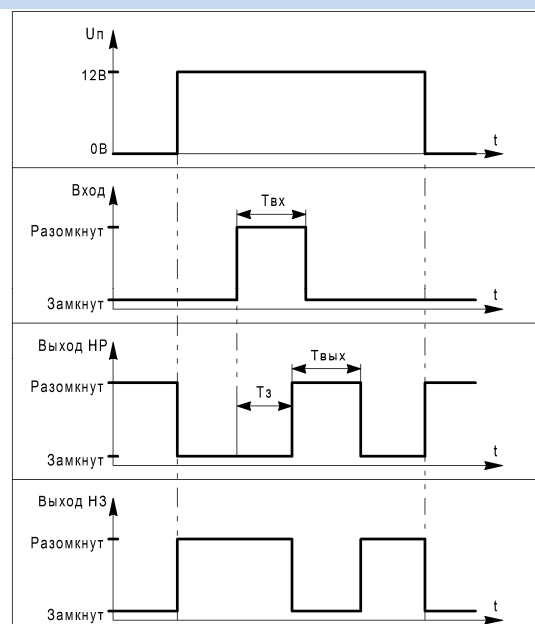 Uп
12В
0В
t
Вход
Твх
Разомкнут
Замкнут
t
Выход НР
Твых
Разомкнут
Тз
Замкнут
t
Выход НЗ
Разомкнут
Замкнут
t